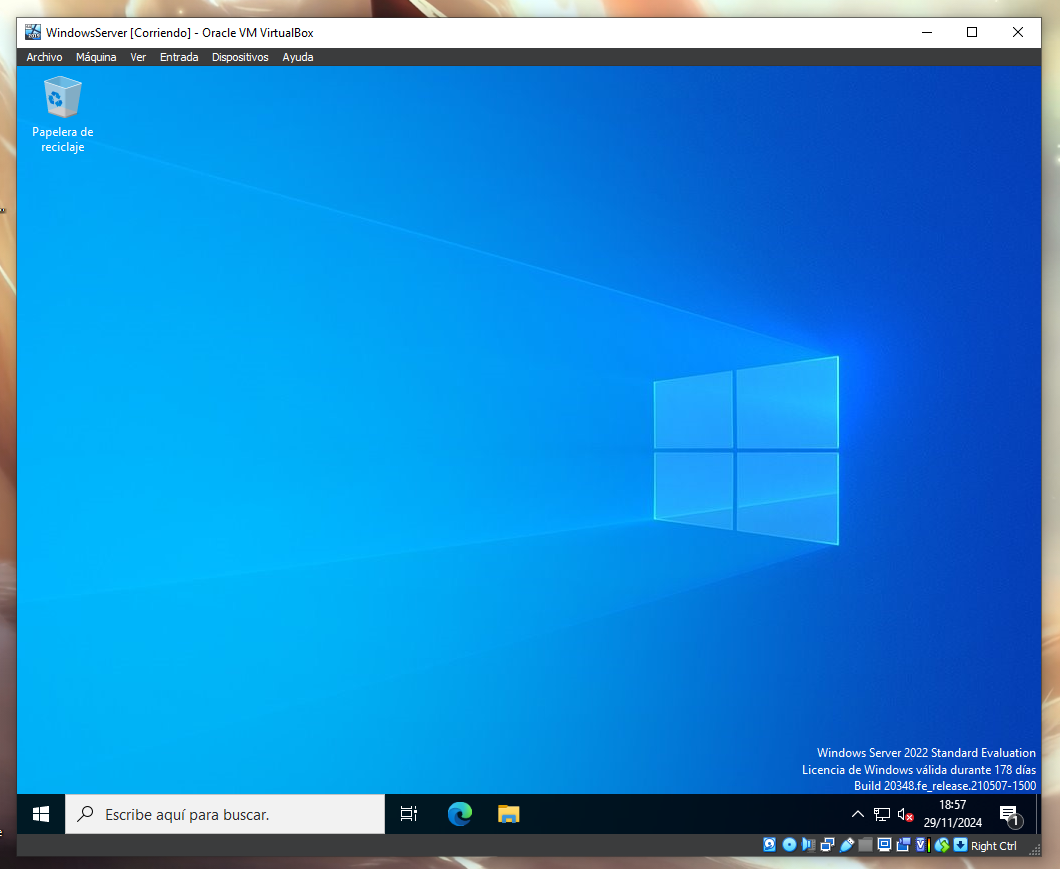 WindowsServer [Corriendo] - Oracle VM VirtualBox
Archivo Máquina Ver Entrada Dispositivos Ayuda
Papelera de
reciclaje
Windows Server 2022 Standard Evaluation
Licencia de Windows válida durante 178 días
Build 20348.fe_release.210507-1500
Escribe aquí para buscar.
18:57
29/11/2024
1
Right Ctrl